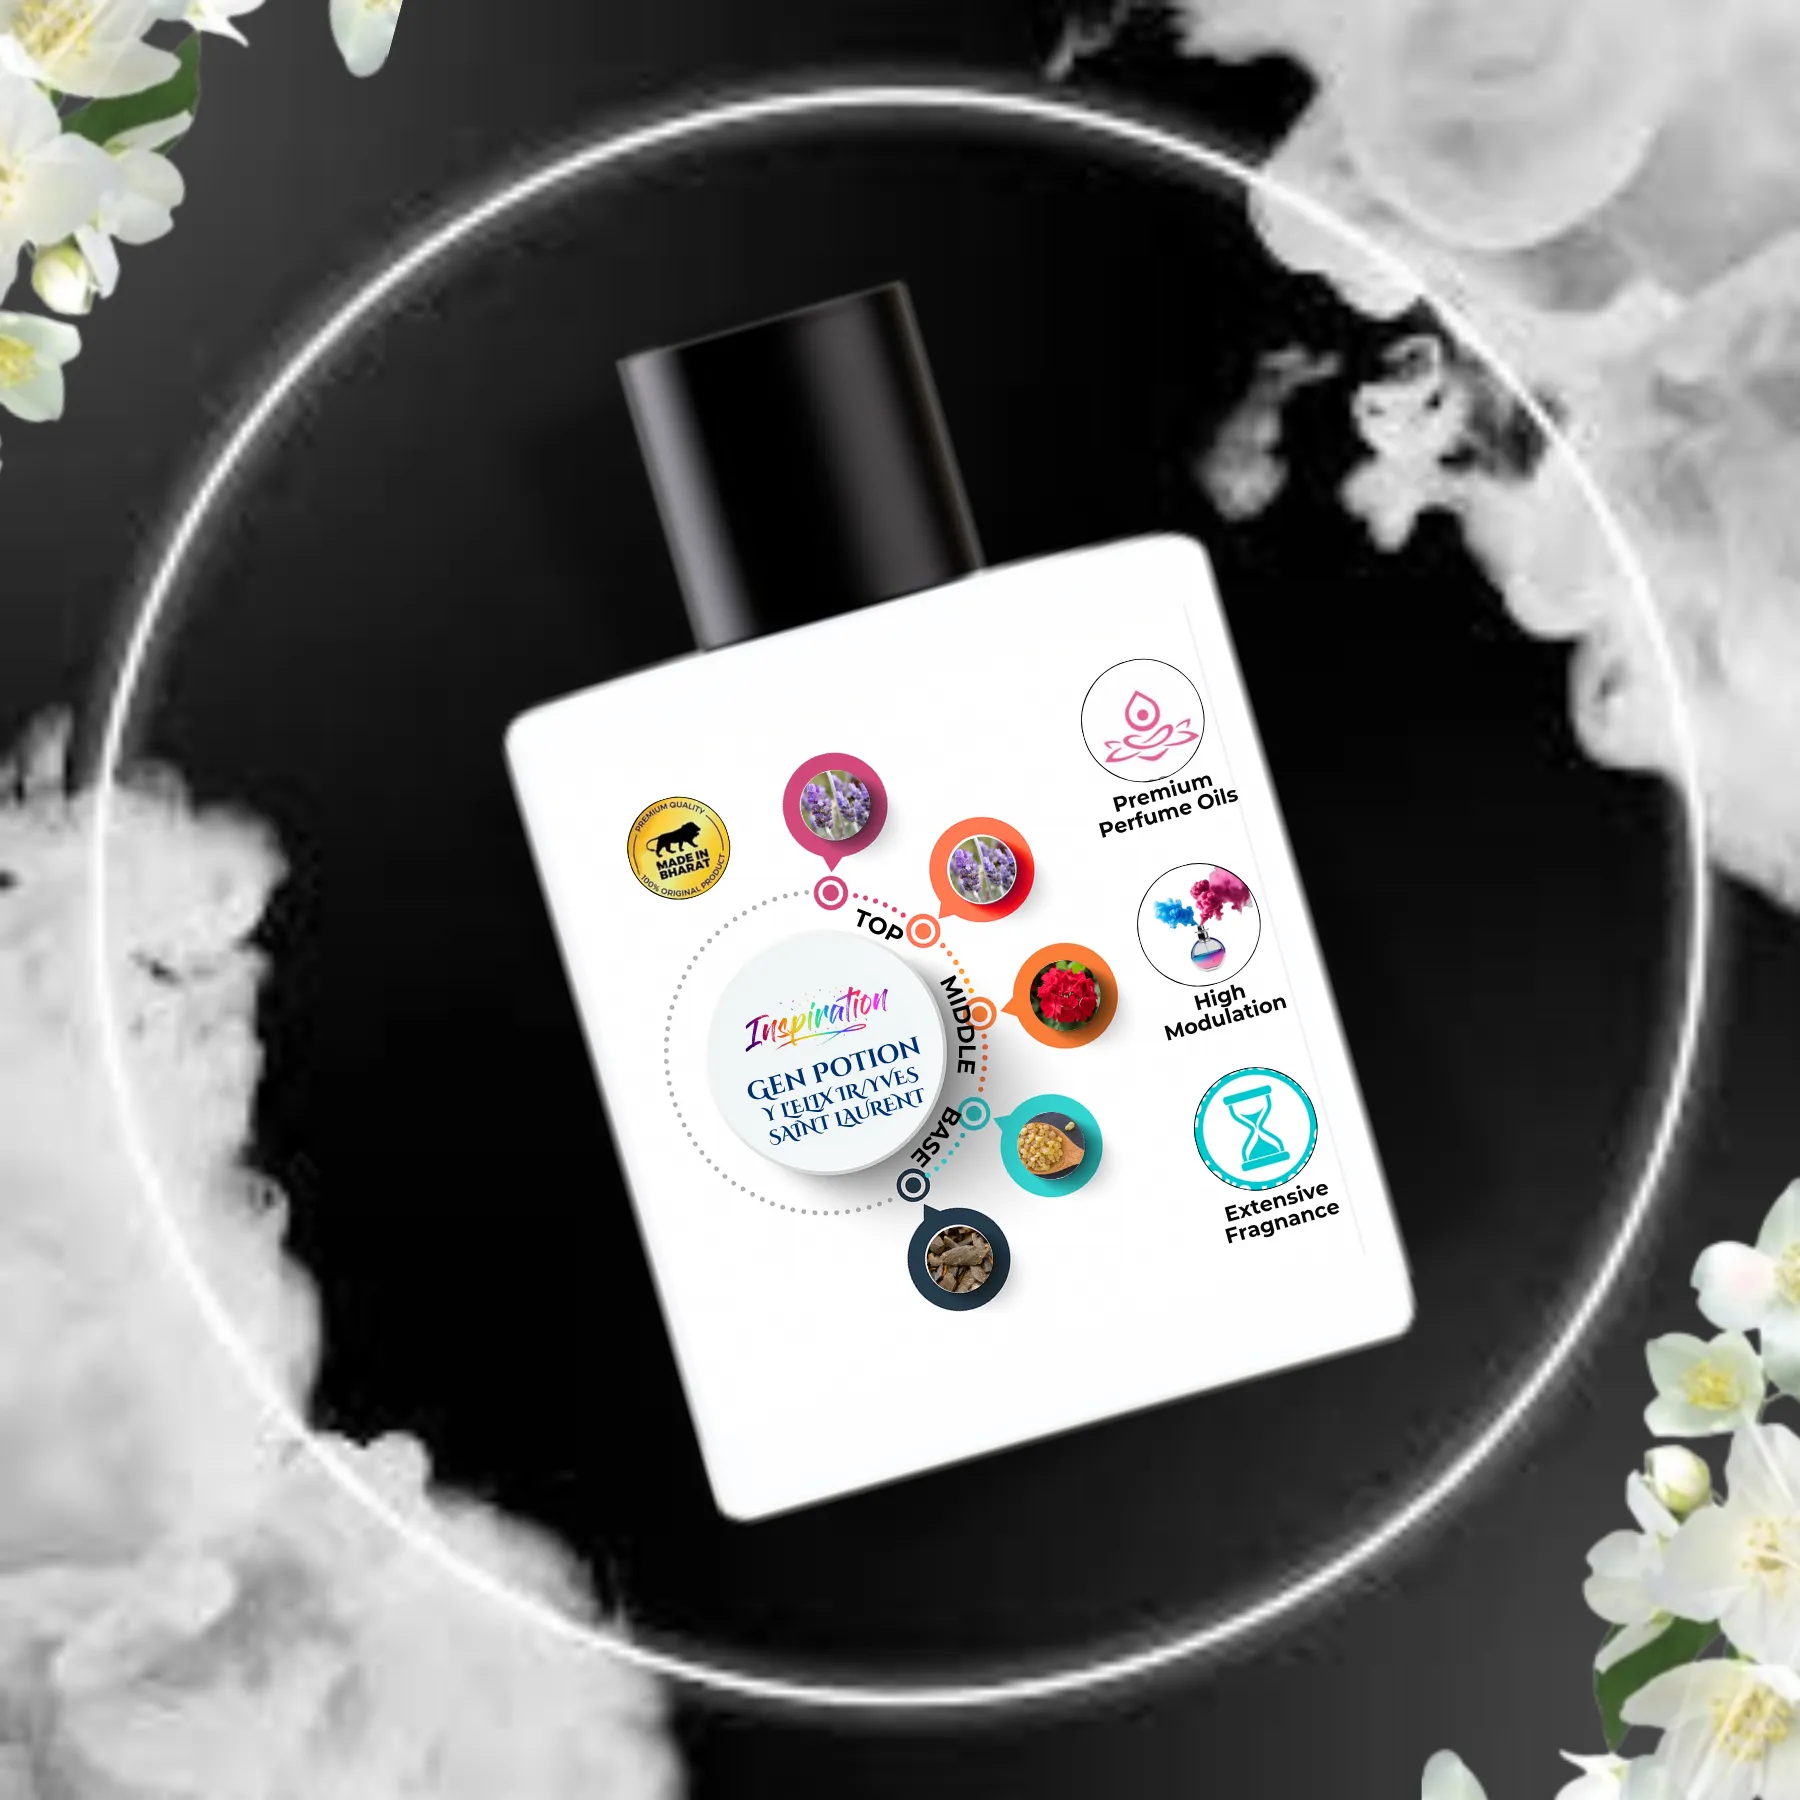 PREMIUM QUALITY
MADE IN
BHARAT
100% ORIGINAL PRODUCT
TOP
MIDDLE
BASE
Inspiration
GEN POTION
Y L'ELIX IR/YVES
SAINT LAURENT
Premium
Perfume Oils
High
Modulation
Extensive
Fragnance